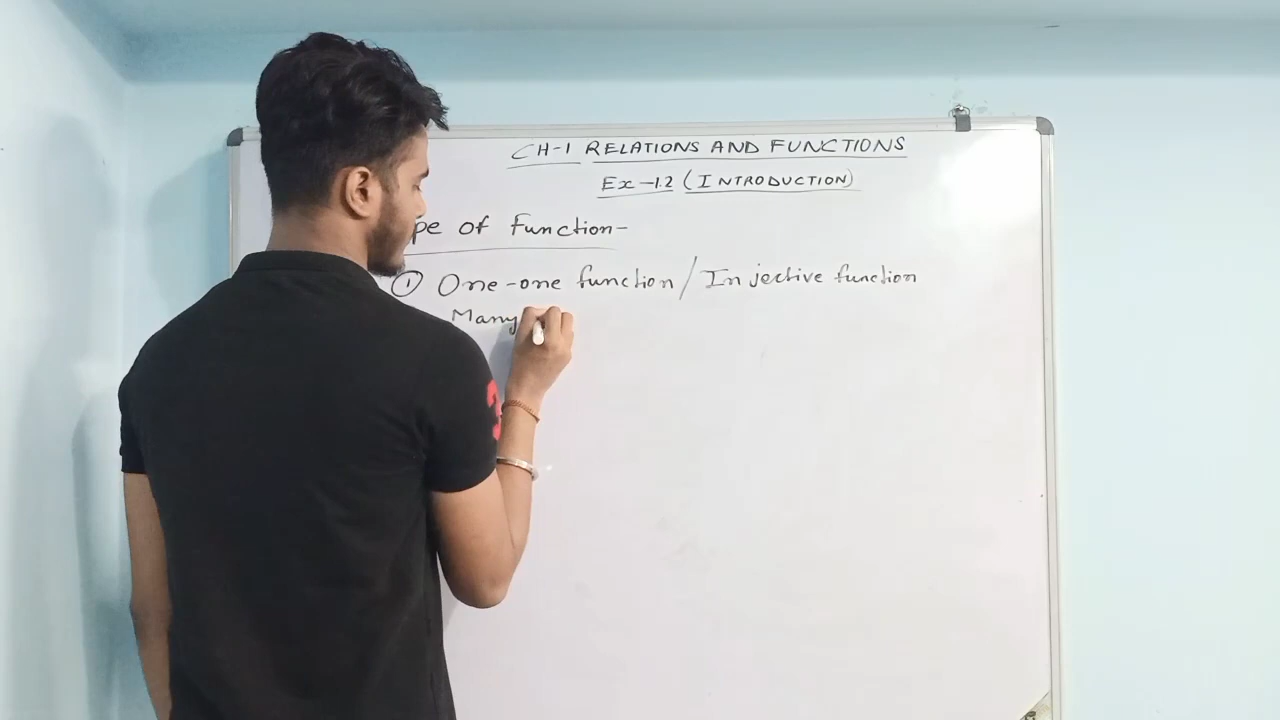 CH-1 RELATIONS AND FUNCTIONS
Ex-1.2 (INTRODUCTION)
pe of Function-
① One-one function/Injective function
Many